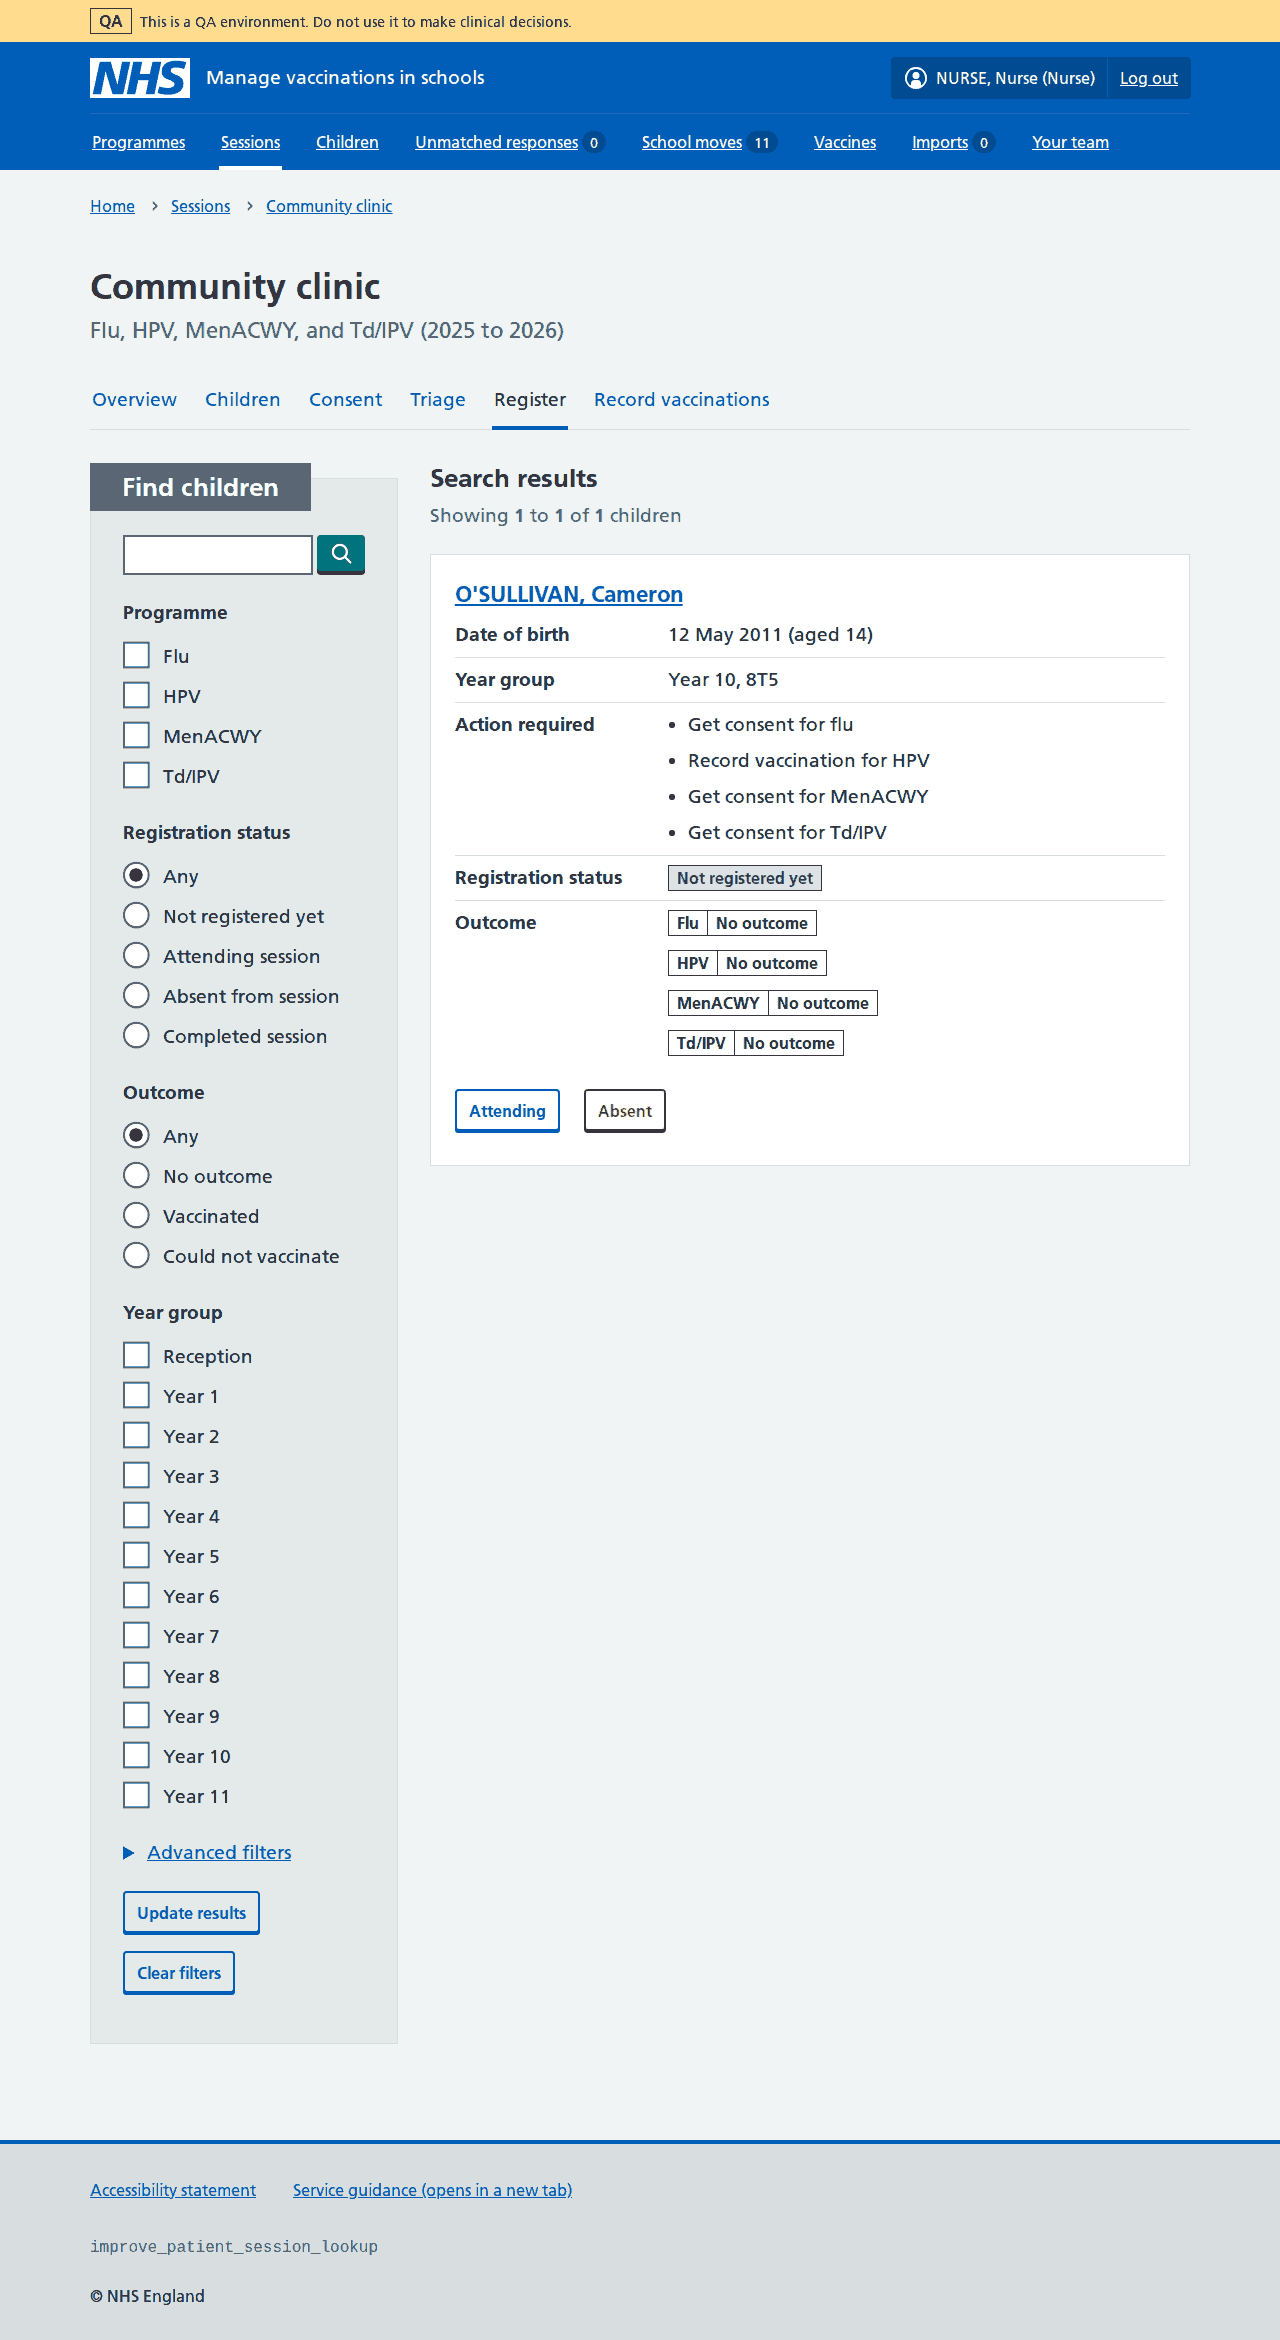 QA This is a QA environment. Do not use it to make clinical decisions.
NHS Manage vaccinations in schools NURSE, Nurse (Nurse) Log out
Programmes Sessions Children Unmatched responses 0 School moves 11 Vaccines Imports 0 Your team
Home › Sessions › Community clinic
Community clinic
Flu, HPV, MenACWY, and Td/IPV (2025 to 2026)
Overview Children Consent Triage Register Record vaccinations
Find children
Programme
Flu
HPV
MenACWY
Td/IPV
Registration status
Any
Not registered yet
Attending session
Absent from session
Completed session
Outcome
Any
No outcome
Vaccinated
Could not vaccinate
Year group
Reception
Year 1
Year 2
Year 3
Year 4
Year 5
Year 6
Year 7
Year 8
Year 9
Year 10
Year 11
Advanced filters
Update results
Clear filters
Search results
Showing 1 to 1 of 1 children
O'SULLIVAN, Cameron
Date of birth 12 May 2011 (aged 14)
Year group Year 10, 8T5
Action required • Get consent for flu
• Record vaccination for HPV
• Get consent for MenACWY
• Get consent for Td/IPV
Registration status Not registered yet
Outcome Flu No outcome
HPV No outcome
MenACWY No outcome
Td/IPV No outcome
Attending Absent
Accessibility statement Service guidance (opens in a new tab)
improve_patient_session_lookup
© NHS England